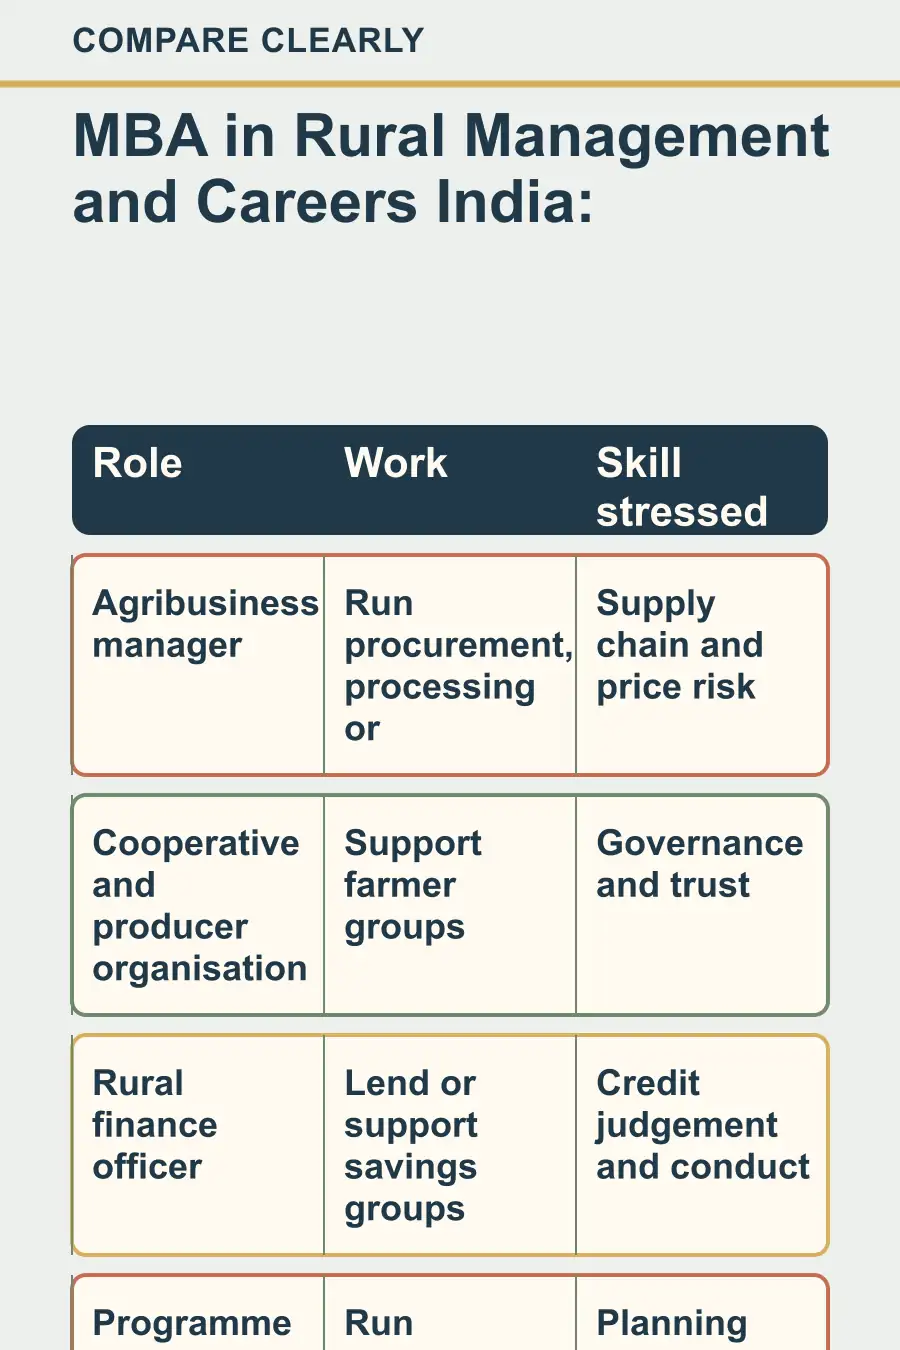 COMPARE CLEARLY
MBA in Rural Management
and Careers India:
Role
Work
Skill
stressed
Agribusiness
manager
Run
procurement,
processing
or
Supply
chain and
price risk
Cooperative
and
producer
organisation
Support
farmer
groups
Governance
and trust
Rural
finance
officer
Lend or
support
savings
groups
Credit
judgement
and conduct
Programme
Run
Planning